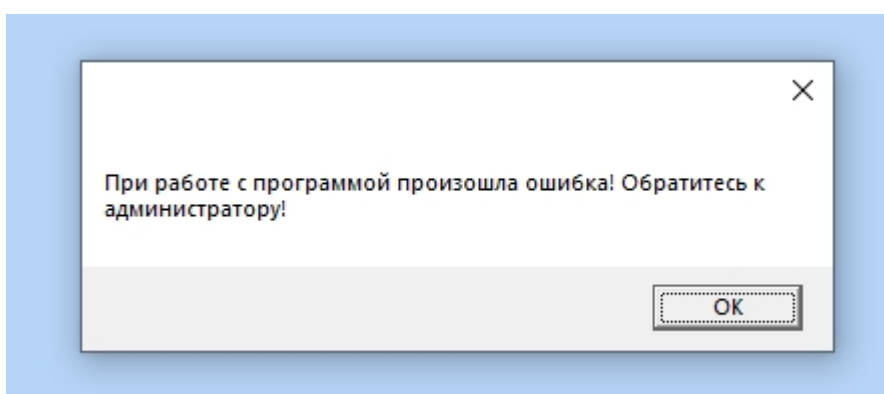 При работе с программой произошла ошибка! Обратитесь к
администратору!
OK